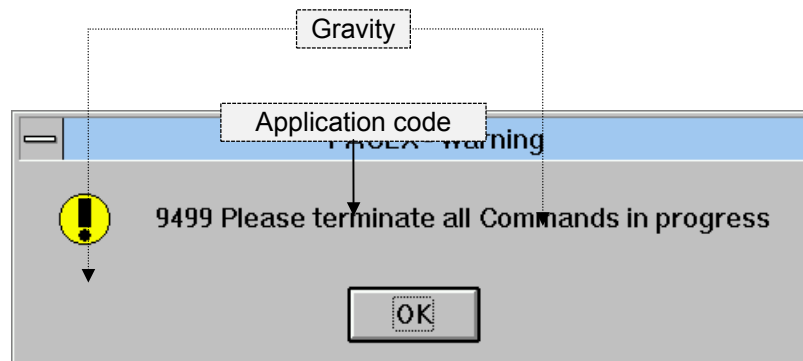 Gravity
Application code
Warning
9499 Please terminate all Commands in progress
OK